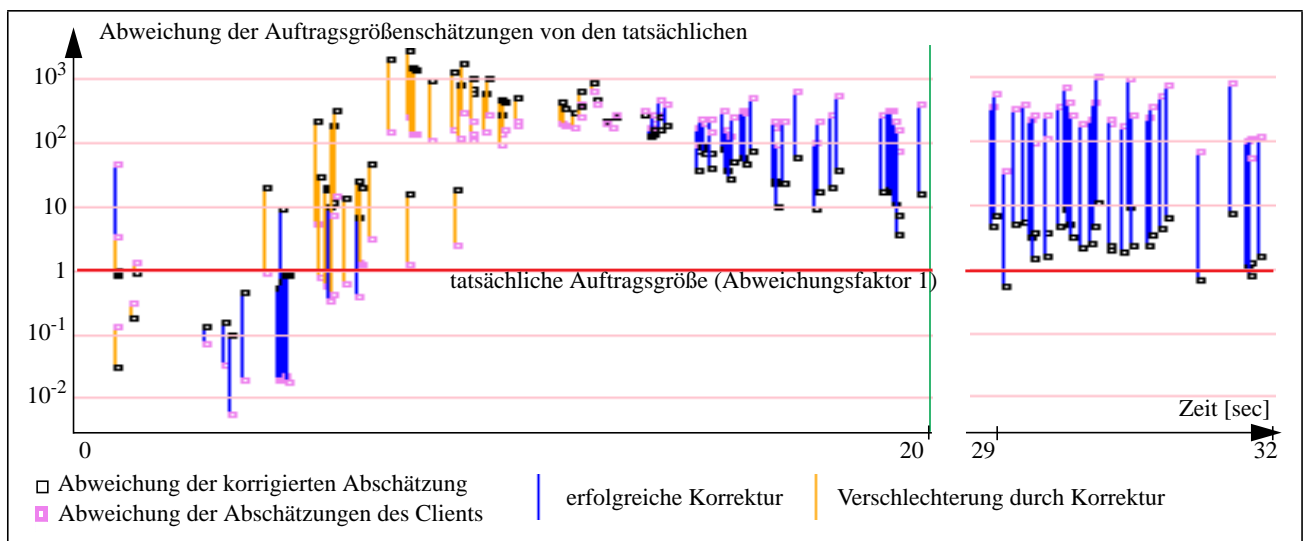 Abweichung der Auftragsgrößenschätzungen von den tatsächlichen
10³
10²
10
1
tatsächliche Auftragsgröße (Abweichungsfaktor 1)
10⁻¹
10⁻²
Zeit [sec]
0
20
29
32
Abweichung der korrigierten Abschätzung
Abweichung der Abschätzungen des Clients
erfolgreiche Korrektur
Verschlechterung durch Korrektur